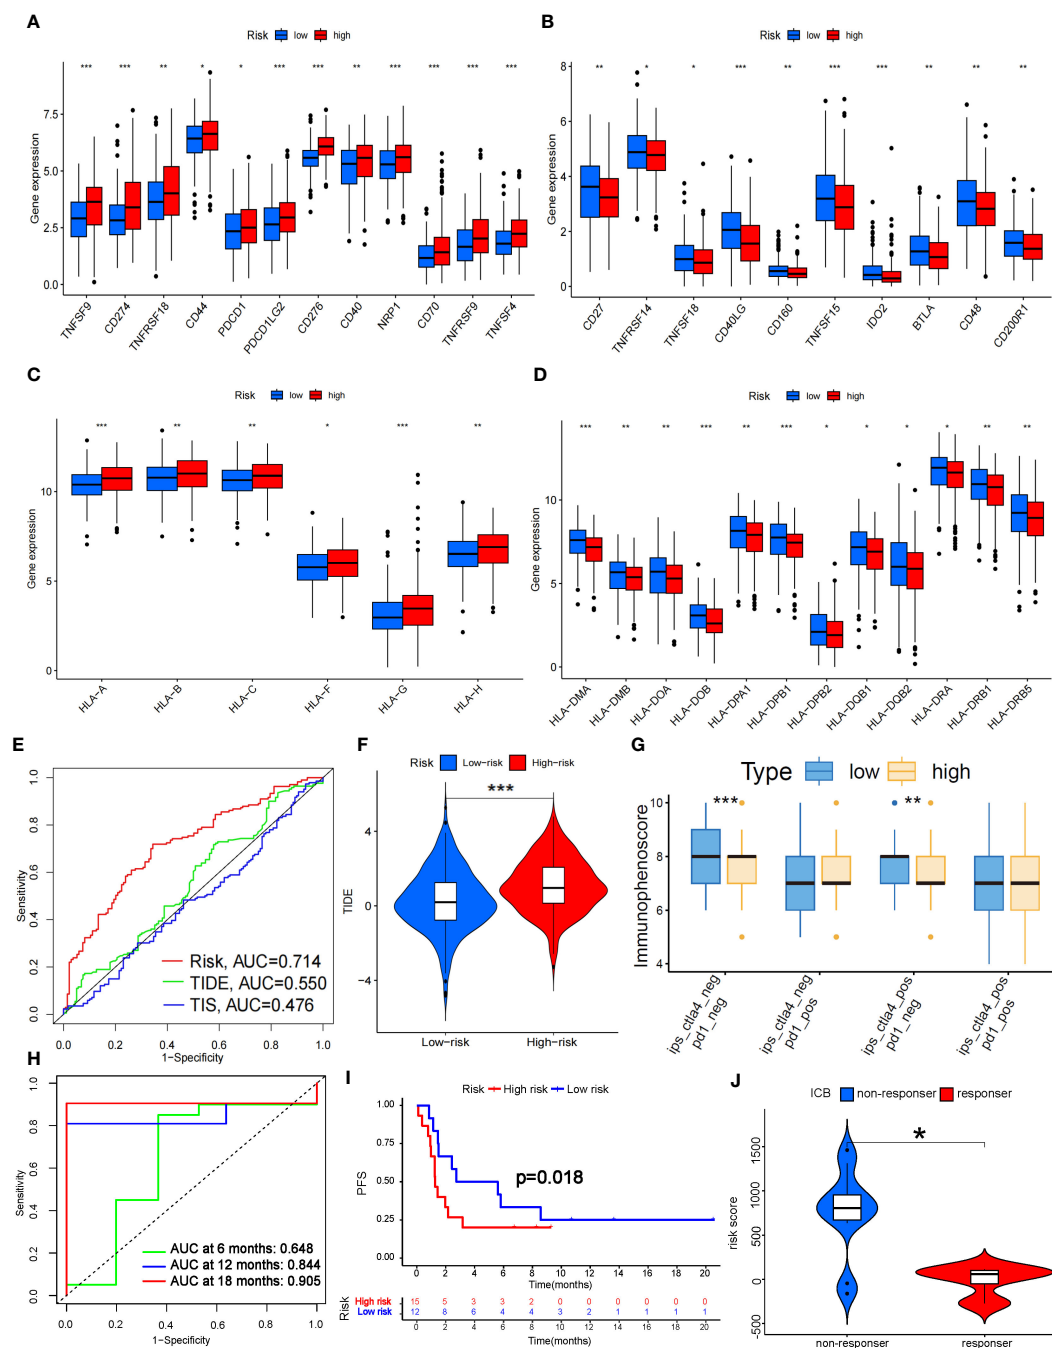 A
Risk low high
Gene expression
7.5
5.0
2.5
0.0
*** *** ** * * *** *** ** *** *** *** ***
TNFSF9 CD274 TNFRSF18 CD44 PDCD1 PDCD1LG2 CD276 CD40 NRP1 CD70 TNFRSF9 TNFSF4
B
Risk low high
Gene expression
8
6
4
2
0
** * * *** ** *** *** ** ** **
CD27 TNFRSF14 TNFSF18 CD40LG CD160 TNFSF15 IDO2 BTLA CD48 CD200R1
C
Risk low high
Gene expression
10
5
0
*** ** ** * *** **
HLA−A HLA−B HLA−C HLA−F HLA−G HLA−H
D
Risk low high
Gene expression
10
5
0
*** ** ** *** ** *** * * * * ** **
HLA−DMA HLA−DMB HLA−DOA HLA−DOB HLA−DPA1 HLA−DPB1 HLA−DPB2 HLA−DQB1 HLA−DQB2 HLA−DRA HLA−DRB1 HLA−DRB5
E
Sensitivity
1.0
0.8
0.6
0.4
0.2
0.0
Risk, AUC=0.714
TIDE, AUC=0.550
TIS, AUC=0.476
0.0 0.2 0.4 0.6 0.8 1.0
1−Specificity
F
Risk Low−risk High−risk
***
TIDE
4
0
−4
Low−risk High−risk
G
Type low high
Immunophenoscore
10
8
6
4
*** **
ips_ctla4_neg pd1_neg
ips_ctla4_neg pd1_pos
ips_ctla4_pos pd1_neg
ips_ctla4_pos pd1_pos
H
Sensitivity
1.0
0.8
0.6
0.4
0.2
0.0
AUC at 6 months: 0.648
AUC at 12 months: 0.844
AUC at 18 months: 0.905
0.0 0.2 0.4 0.6 0.8 1.0
1−Specificity
I
Risk High risk Low risk
PFS
1.00
0.75
0.50
0.25
0.00
p=0.018
0 2 4 6 8 10 12 14 16 18 20
Time(months)
Risk
High risk 15 5 3 3 2 0 0 0 0 0 0
Low risk 12 8 6 4 4 3 2 1 1 1 1
0 2 4 6 8 10 12 14 16 18 20
Time(months)
J
ICB non−responser responser
*
risk score
1500
1000
500
0
−500
non−responser responser